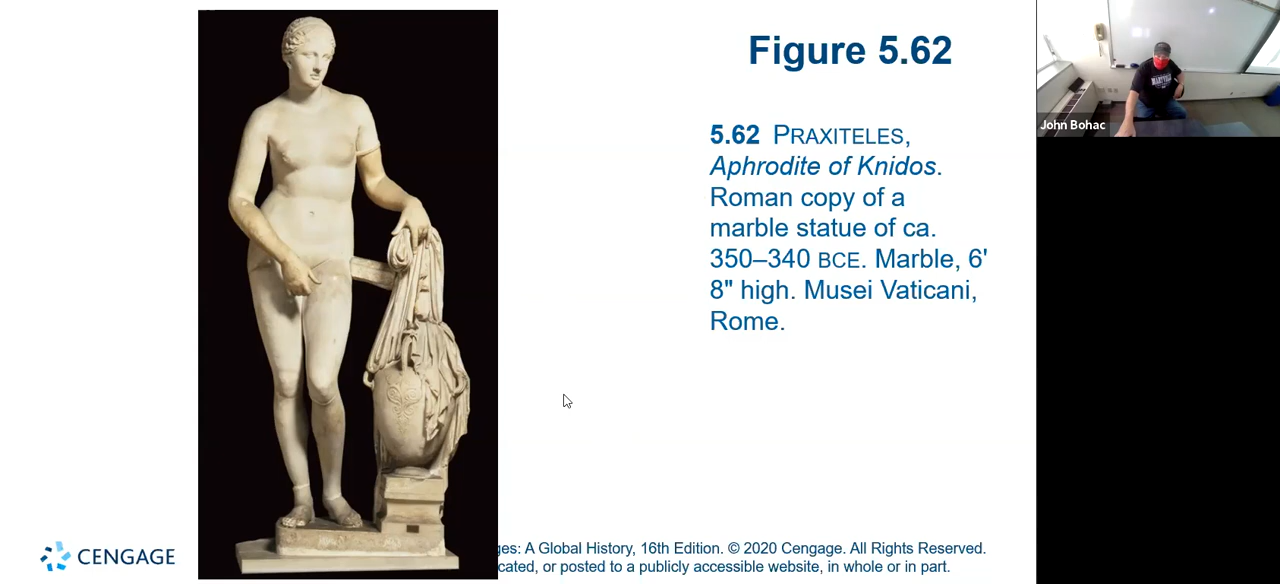 Figure 5.62
5.62 PRAXITELES,
Aphrodite of Knidos.
Roman copy of a
marble statue of ca.
350–340 BCE. Marble, 6'
8" high. Musei Vaticani,
Rome.
John Bohac
CENGAGE
A Global History, 16th Edition. © 2020 Cengage. All Rights Reserved.
or posted to a publicly accessible website, in whole or in part.